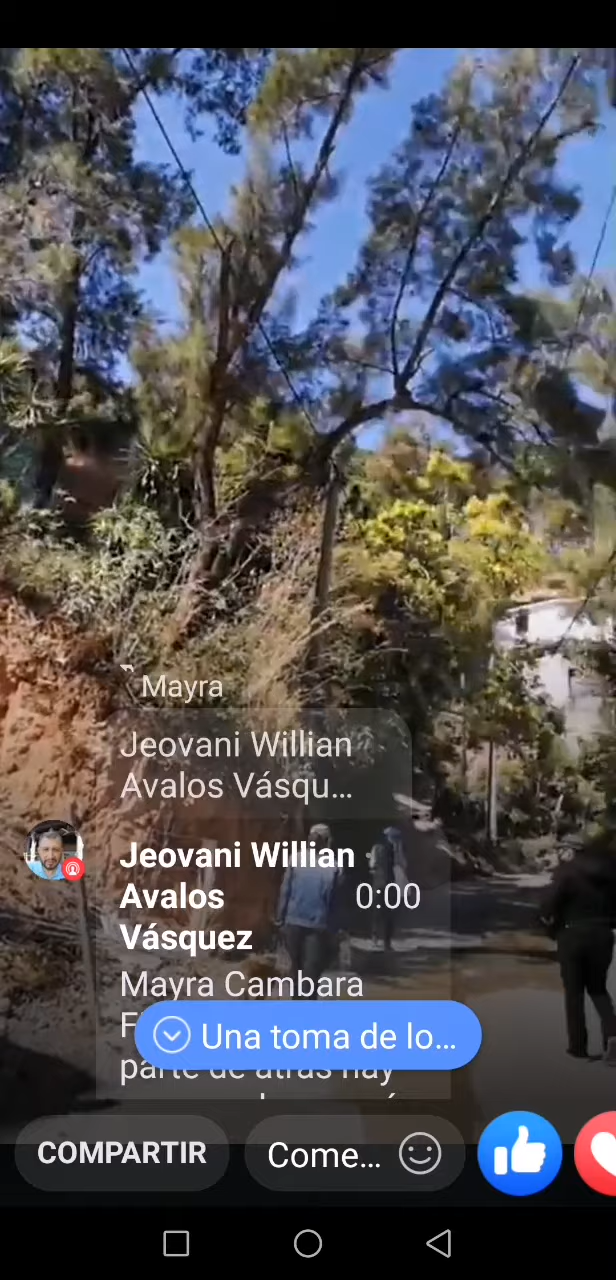 Mayra
Jeovani Willian
Avalos Vásqu...
Jeovani Willian
Avalos
Vásquez
0:00
Mayra Cambara
Una toma de lo...
parte de atrás hay
COMPARTIR
Come...